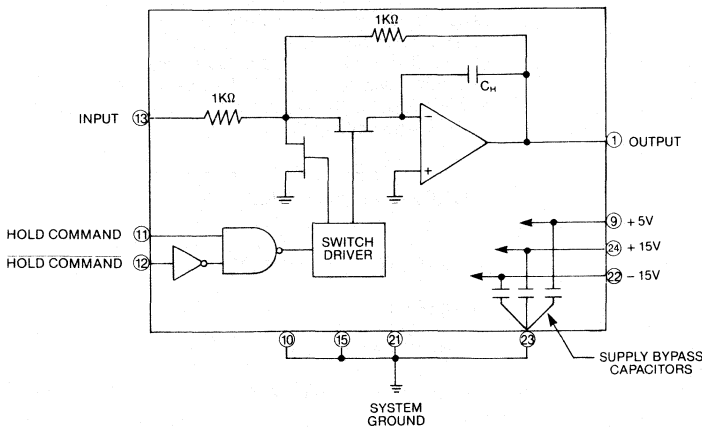 1KΩ
1KΩ
C_H
INPUT 13
−
+
1 OUTPUT
9 + 5V
HOLD COMMAND 11
24 + 15V
HOLD COMMAND 12
SWITCH
DRIVER
22 − 15V
10 15 21 23
SUPPLY BYPASS
CAPACITORS
SYSTEM
GROUND